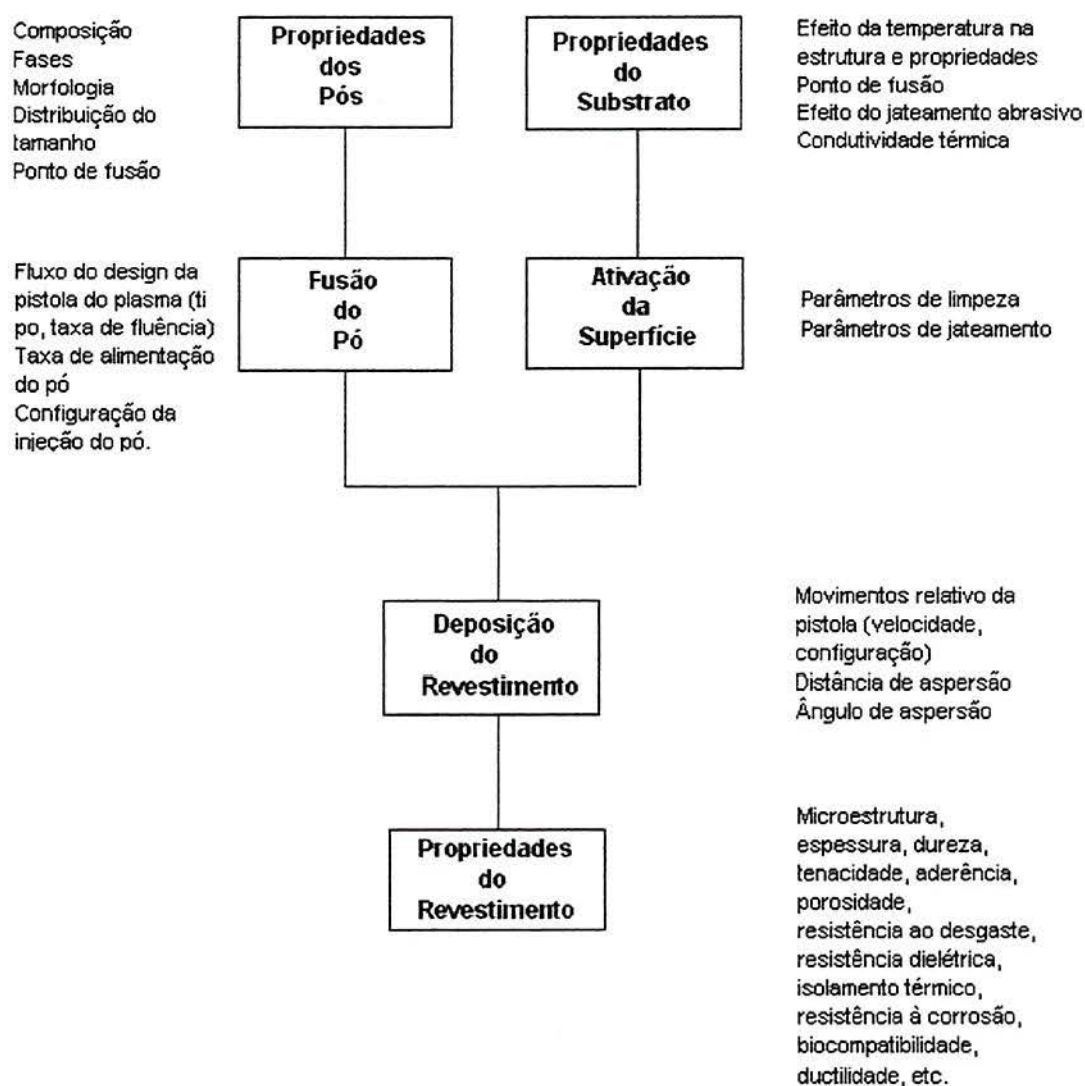 Composição
Fases
Morfologia
Distribuição do
tamanho
Ponto de fusão
Propriedades
dos
Pós
Propriedades
do
Substrato
Efeito da temperatura na
estrutura e propriedades
Ponto de fusão
Efeito do jateamento abrasivo
Condutividade térmica
Fluxo do design da
pistola do plasma (ti
po, taxa de fluência)
Taxa de alimentação
do pó
Configuração da
injeção do pó.
Fusão
do
Pó
Ativação
da
Superfície
Parâmetros de limpeza
Parâmetros de jateamento
Deposição
do
Revestimento
Movimentos relativo da
pistola (velocidade,
configuração)
Distância de aspersão
Ângulo de aspersão
Propriedades
do
Revestimento
Microestrutura,
espessura, dureza,
tenacidade, aderência,
porosidade,
resistência ao desgaste,
resistência dielétrica,
isolamento térmico,
resistência à corrosão,
biocompatibilidade,
ductilidade, etc.